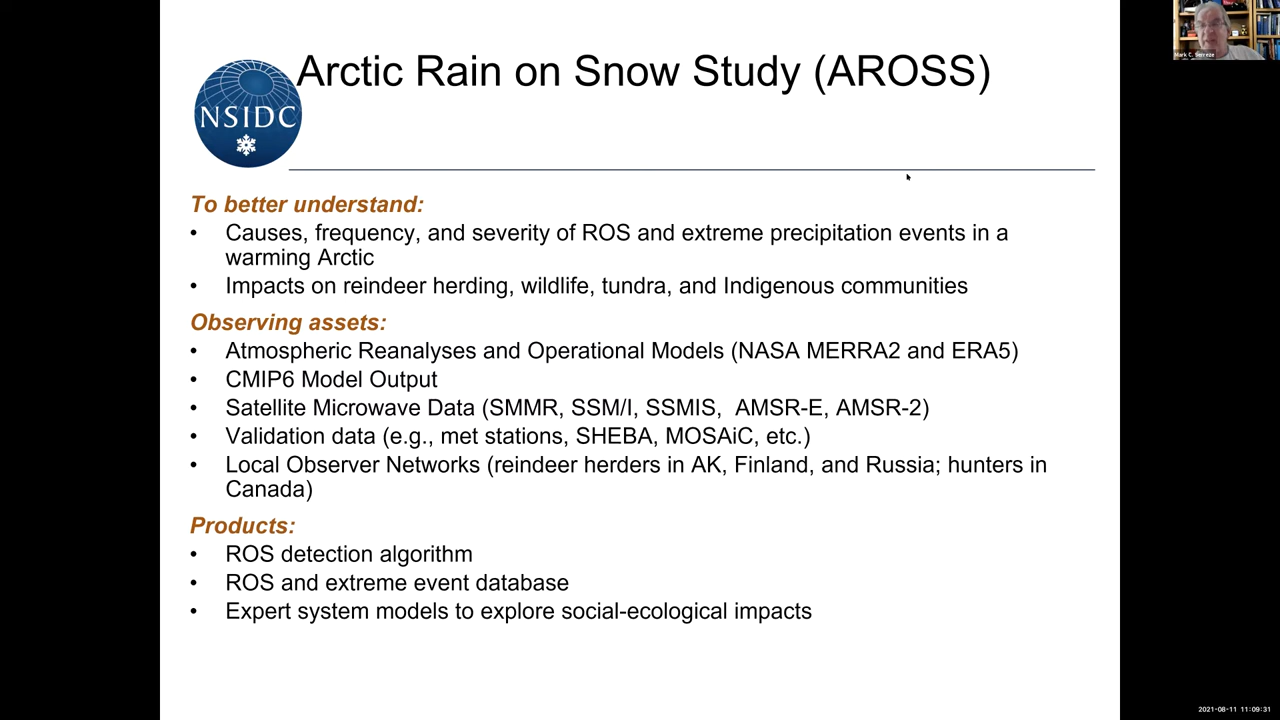 Arctic Rain on Snow Study (AROSS)
NSIDC
Mark C. Serreze
To better understand:
• Causes, frequency, and severity of ROS and extreme precipitation events in a
warming Arctic
• Impacts on reindeer herding, wildlife, tundra, and Indigenous communities
Observing assets:
• Atmospheric Reanalyses and Operational Models (NASA MERRA2 and ERA5)
• CMIP6 Model Output
• Satellite Microwave Data (SMMR, SSM/I, SSMIS, AMSR-E, AMSR-2)
• Validation data (e.g., met stations, SHEBA, MOSAiC, etc.)
• Local Observer Networks (reindeer herders in AK, Finland, and Russia; hunters in
Canada)
Products:
• ROS detection algorithm
• ROS and extreme event database
• Expert system models to explore social-ecological impacts
2021-08-11 11:09:31